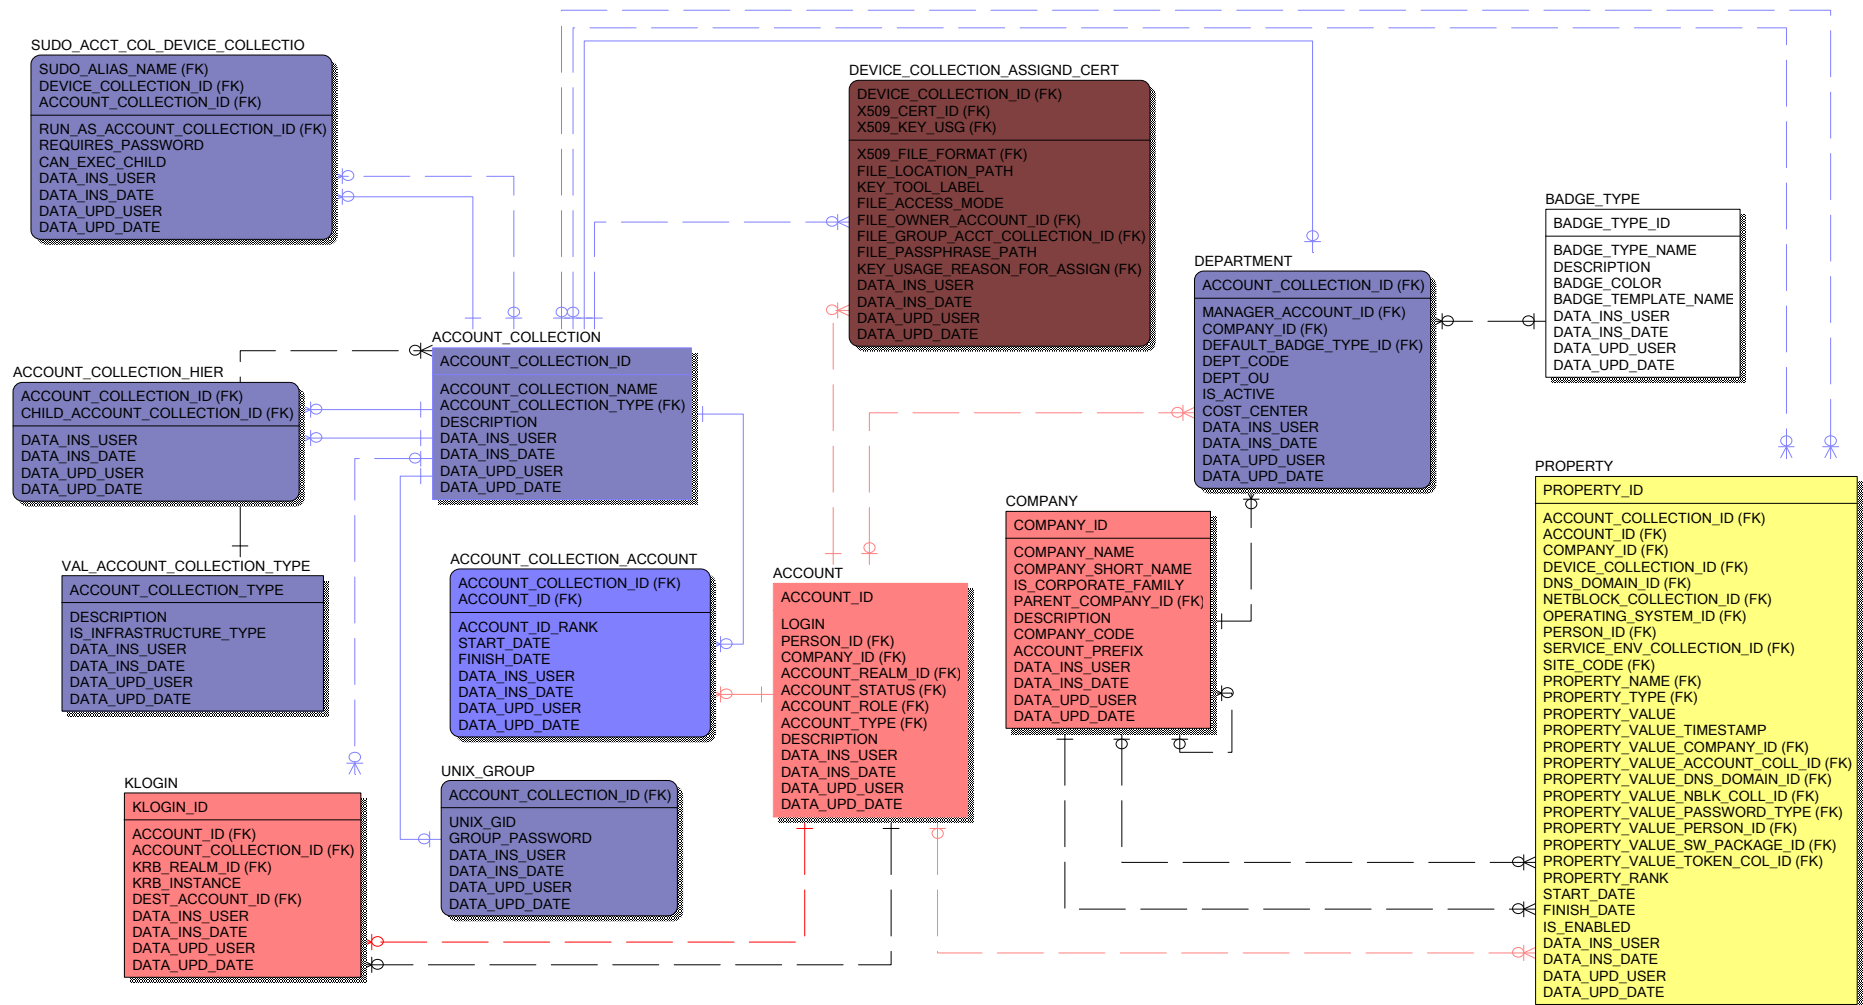 SUDO_ACCT_COL_DEVICE_COLLECTIO
SUDO_ALIAS_NAME (FK)
DEVICE_COLLECTION_ID (FK)
ACCOUNT_COLLECTION_ID (FK)
RUN_AS_ACCOUNT_COLLECTION_ID (FK)
REQUIRES_PASSWORD
CAN_EXEC_CHILD
DATA_INS_USER
DATA_INS_DATE
DATA_UPD_USER
DATA_UPD_DATE
DEVICE_COLLECTION_ASSIGND_CERT
DEVICE_COLLECTION_ID (FK)
X509_CERT_ID (FK)
X509_KEY_USG (FK)
X509_FILE_FORMAT (FK)
FILE_LOCATION_PATH
KEY_TOOL_LABEL
FILE_ACCESS_MODE
FILE_OWNER_ACCOUNT_ID (FK)
FILE_GROUP_ACCT_COLLECTION_ID (FK)
FILE_PASSPHRASE_PATH
KEY_USAGE_REASON_FOR_ASSIGN (FK)
DATA_INS_USER
DATA_INS_DATE
DATA_UPD_USER
DATA_UPD_DATE
BADGE_TYPE
BADGE_TYPE_ID
BADGE_TYPE_NAME
DESCRIPTION
BADGE_COLOR
BADGE_TEMPLATE_NAME
DATA_INS_USER
DATA_INS_DATE
DATA_UPD_USER
DATA_UPD_DATE
DEPARTMENT
ACCOUNT_COLLECTION_ID (FK)
MANAGER_ACCOUNT_ID (FK)
COMPANY_ID (FK)
DEFAULT_BADGE_TYPE_ID (FK)
DEPT_CODE
DEPT_OU
IS_ACTIVE
COST_CENTER
DATA_INS_USER
DATA_INS_DATE
DATA_UPD_USER
DATA_UPD_DATE
ACCOUNT_COLLECTION
ACCOUNT_COLLECTION_ID
ACCOUNT_COLLECTION_NAME
ACCOUNT_COLLECTION_TYPE (FK)
DESCRIPTION
DATA_INS_USER
DATA_INS_DATE
DATA_UPD_USER
DATA_UPD_DATE
ACCOUNT_COLLECTION_HIER
ACCOUNT_COLLECTION_ID (FK)
CHILD_ACCOUNT_COLLECTION_ID (FK)
DATA_INS_USER
DATA_INS_DATE
DATA_UPD_USER
DATA_UPD_DATE
PROPERTY
PROPERTY_ID
ACCOUNT_COLLECTION_ID (FK)
ACCOUNT_ID (FK)
COMPANY_ID (FK)
DEVICE_COLLECTION_ID (FK)
DNS_DOMAIN_ID (FK)
NETBLOCK_COLLECTION_ID (FK)
OPERATING_SYSTEM_ID (FK)
PERSON_ID (FK)
SERVICE_ENV_COLLECTION_ID (FK)
SITE_CODE (FK)
PROPERTY_NAME (FK)
PROPERTY_TYPE (FK)
PROPERTY_VALUE
PROPERTY_VALUE_TIMESTAMP
PROPERTY_VALUE_COMPANY_ID (FK)
PROPERTY_VALUE_ACCOUNT_COLL_ID (FK)
PROPERTY_VALUE_DNS_DOMAIN_ID (FK)
PROPERTY_VALUE_NBLK_COLL_ID (FK)
PROPERTY_VALUE_PASSWORD_TYPE (FK)
PROPERTY_VALUE_PERSON_ID (FK)
PROPERTY_VALUE_SW_PACKAGE_ID (FK)
PROPERTY_VALUE_TOKEN_COL_ID (FK)
PROPERTY_RANK
START_DATE
FINISH_DATE
IS_ENABLED
DATA_INS_USER
DATA_INS_DATE
DATA_UPD_USER
DATA_UPD_DATE
COMPANY
COMPANY_ID
COMPANY_NAME
COMPANY_SHORT_NAME
IS_CORPORATE_FAMILY
PARENT_COMPANY_ID (FK)
DESCRIPTION
COMPANY_CODE
ACCOUNT_PREFIX
DATA_INS_USER
DATA_INS_DATE
DATA_UPD_USER
DATA_UPD_DATE
VAL_ACCOUNT_COLLECTION_TYPE
ACCOUNT_COLLECTION_TYPE
DESCRIPTION
IS_INFRASTRUCTURE_TYPE
DATA_INS_USER
DATA_INS_DATE
DATA_UPD_USER
DATA_UPD_DATE
ACCOUNT_COLLECTION_ACCOUNT
ACCOUNT_COLLECTION_ID (FK)
ACCOUNT_ID (FK)
ACCOUNT_ID_RANK
START_DATE
FINISH_DATE
DATA_INS_USER
DATA_INS_DATE
DATA_UPD_USER
DATA_UPD_DATE
ACCOUNT
ACCOUNT_ID
LOGIN
PERSON_ID (FK)
COMPANY_ID (FK)
ACCOUNT_REALM_ID (FK)
ACCOUNT_STATUS (FK)
ACCOUNT_ROLE (FK)
ACCOUNT_TYPE (FK)
DESCRIPTION
DATA_INS_USER
DATA_INS_DATE
DATA_UPD_USER
DATA_UPD_DATE
KLOGIN
KLOGIN_ID
ACCOUNT_ID (FK)
ACCOUNT_COLLECTION_ID (FK)
KRB_REALM_ID (FK)
KRB_INSTANCE
DEST_ACCOUNT_ID (FK)
DATA_INS_USER
DATA_INS_DATE
DATA_UPD_USER
DATA_UPD_DATE
UNIX_GROUP
ACCOUNT_COLLECTION_ID (FK)
UNIX_GID
GROUP_PASSWORD
DATA_INS_USER
DATA_INS_DATE
DATA_UPD_USER
DATA_UPD_DATE